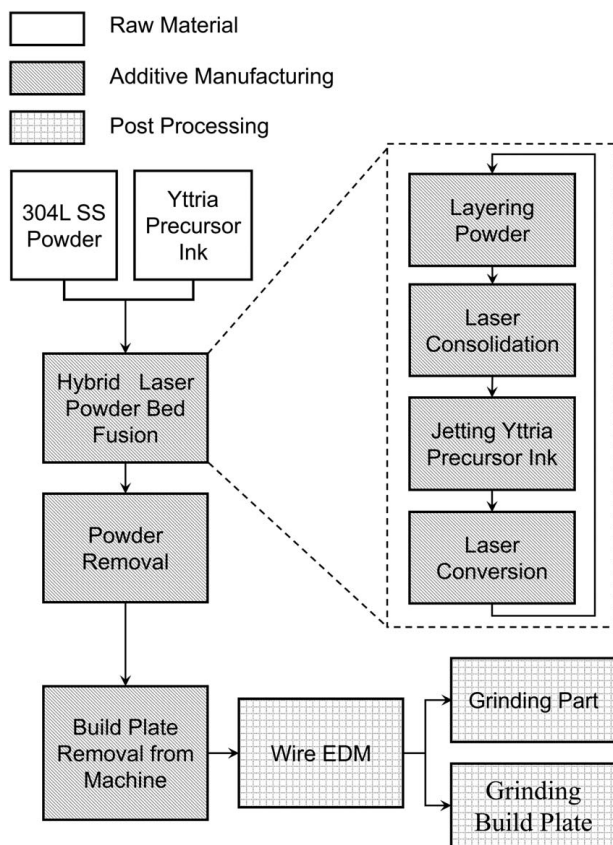 Raw Material
Additive Manufacturing
Post Processing
304L SS
Powder
Yttria
Precursor
Ink
Hybrid Laser
Powder Bed
Fusion
Powder
Removal
Build Plate
Removal from
Machine
Layering
Powder
Laser
Consolidation
Jetting Yttria
Precursor Ink
Laser
Conversion
Wire EDM
Grinding Part
Grinding
Build Plate